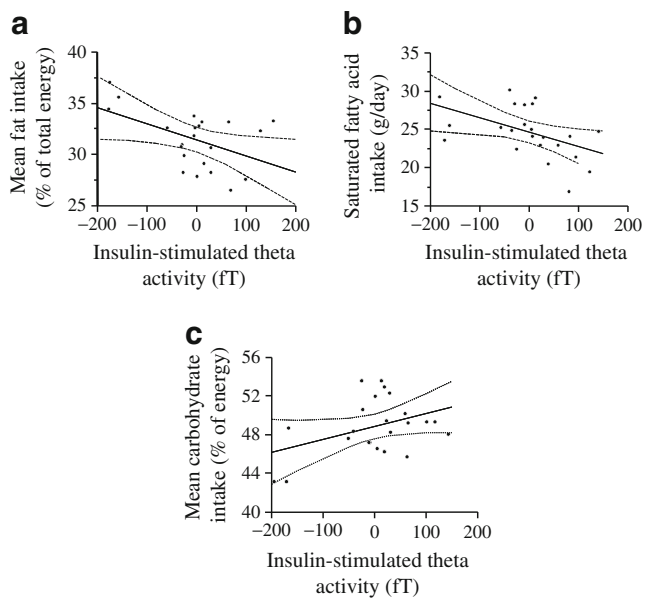 a
Mean fat intake
(% of total energy)
40
35
30
25
−200 −100 0 100 200
Insulin-stimulated theta
activity (fT)
b
Saturated fatty acid
intake (g/day)
35
30
25
20
15
−200 −100 0 100 200
Insulin-stimulated theta
activity (fT)
c
Mean carbohydrate
intake (% of energy)
56
52
48
44
40
−200 −100 0 100 200
Insulin-stimulated theta
activity (fT)